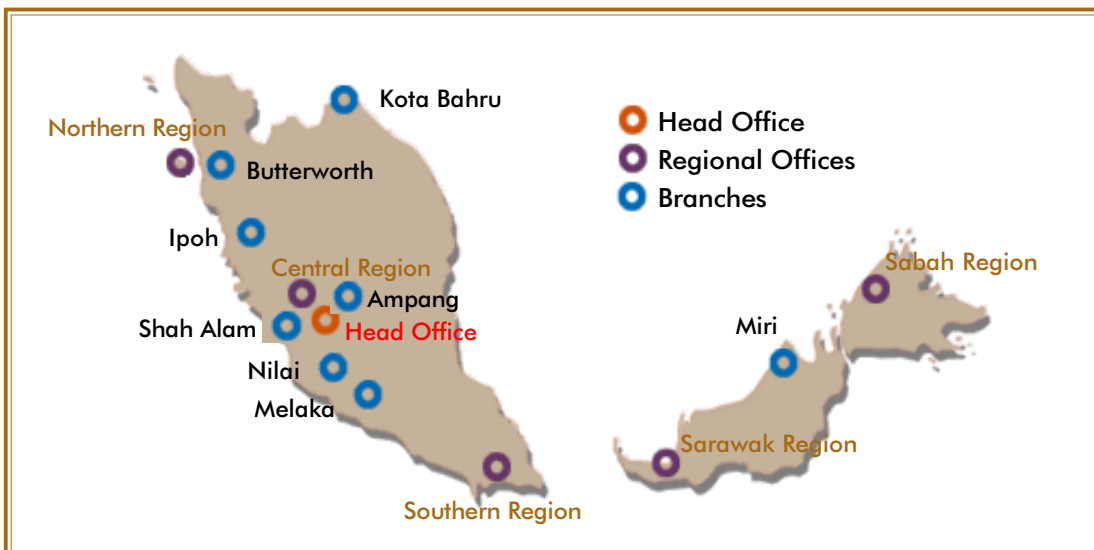 Kota Bahru
Head Office
Northern Region
Regional Offices
Butterworth
Branches
Ipoh
Central Region
Sabah Region
Ampang
Shah Alam
Head Office
Miri
Nilai
Melaka
Sarawak Region
Southern Region